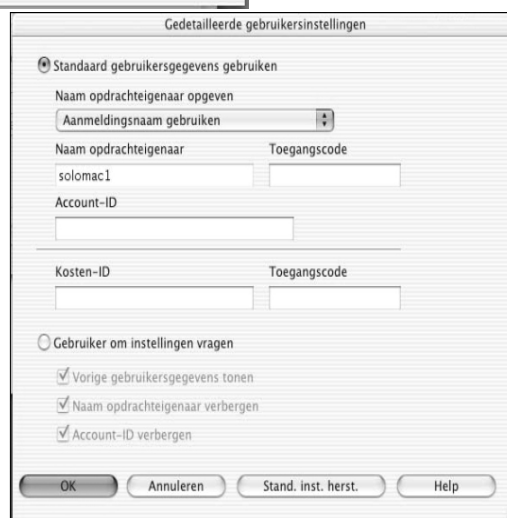 Gedetailleerde gebruikersinstellingen
Standaard gebruikersgegevens gebruiken
Naam opdrachteigenaar opgeven
Aanmeldingsnaam gebruiken
Naam opdrachteigenaar Toegangscode
solomac1
Account-ID
Kosten-ID Toegangscode
Gebruiker om instellingen vragen
Vorige gebruikersgegevens tonen
Naam opdrachteigenaar verbergen
Account-ID verbergen
OK Annuleren Stand. inst. herst. Help